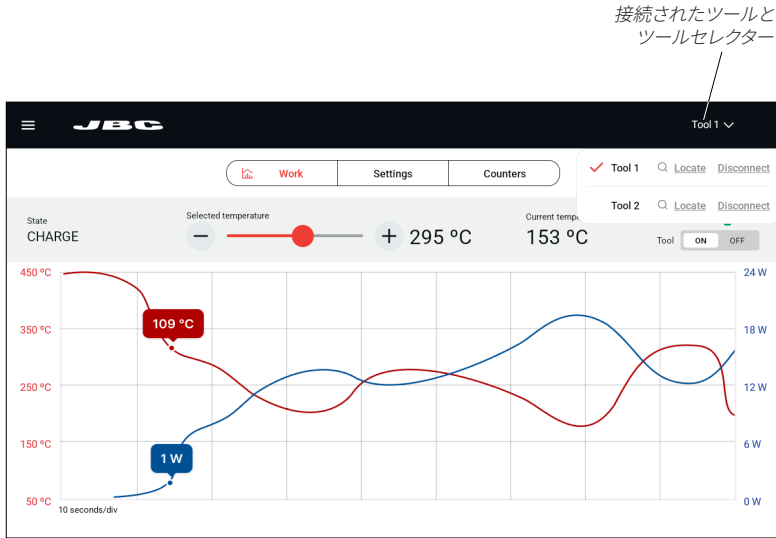 接続されたツールと
ツールセレクター
JBC
Tool 1
Work
Settings
Counters
Tool 1 Locate Disconnect
Tool 2 Locate Disconnect
State
CHARGE
Selected temperature
295 ºC
153 ºC
Tool ON OFF
450 ºC
24 W
109 ºC
350 ºC
18 W
250 ºC
12 W
150 ºC
6 W
1 W
50 ºC
0 W
10 seconds/div